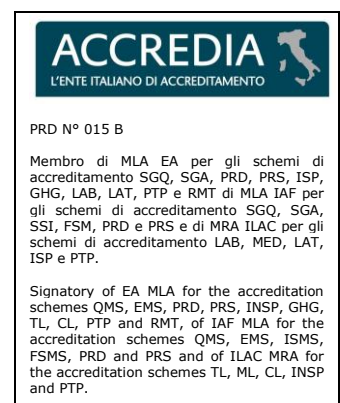 ACCREDIA
L'ENTE ITALIANO DI ACCREDITAMENTO
PRD N° 015 B
Membro di MLA EA per gli schemi di
accreditamento SGQ, SGA, PRD, PRS, ISP,
GHG, LAB, LAT, PTP e RMT di MLA IAF per
gli schemi di accreditamento SGQ, SGA,
SSI, FSM, PRD e PRS e di MRA ILAC per gli
schemi di accreditamento LAB, MED, LAT,
ISP e PTP.
Signatory of EA MLA for the accreditation
schemes QMS, EMS, PRD, PRS, INSP, GHG,
TL, CL, PTP and RMT, of IAF MLA for the
accreditation schemes QMS, EMS, ISMS,
FSMS, PRD and PRS and of ILAC MRA for
the accreditation schemes TL, ML, CL, INSP
and PTP.